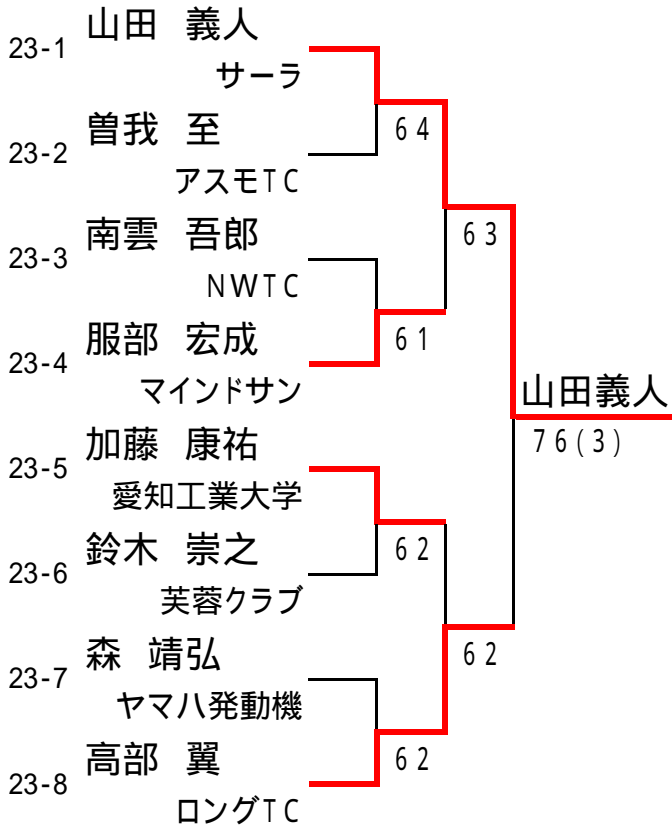 23-1 山田 義人
サーラ
23-2 曽我 至
アスモTC
64
23-3 南雲 吾郎
NWTC
63
23-4 服部 宏成
マインドサン
61
山田義人
76(3)
23-5 加藤 康祐
愛知工業大学
23-6 鈴木 崇之
芙蓉クラブ
62
23-7 森 靖弘
ヤマハ発動機
62
23-8 高部 翼
ロングTC
62